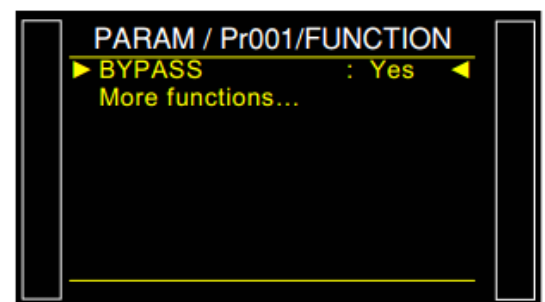 PARAM / Pr001/FUNCTION
► BYPASS : Yes ◄
More functions...